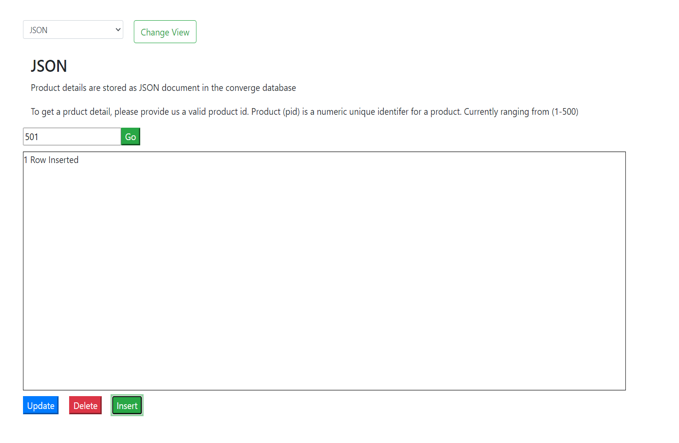 JSON
Change View
JSON
Product details are stored as JSON document in the converge database
To get a prduct detail, please provide us a valid product id. Product (pid) is a numeric unique identifer for a product. Currently ranging from (1-500)
501
Go
1 Row Inserted
Update
Delete
Insert